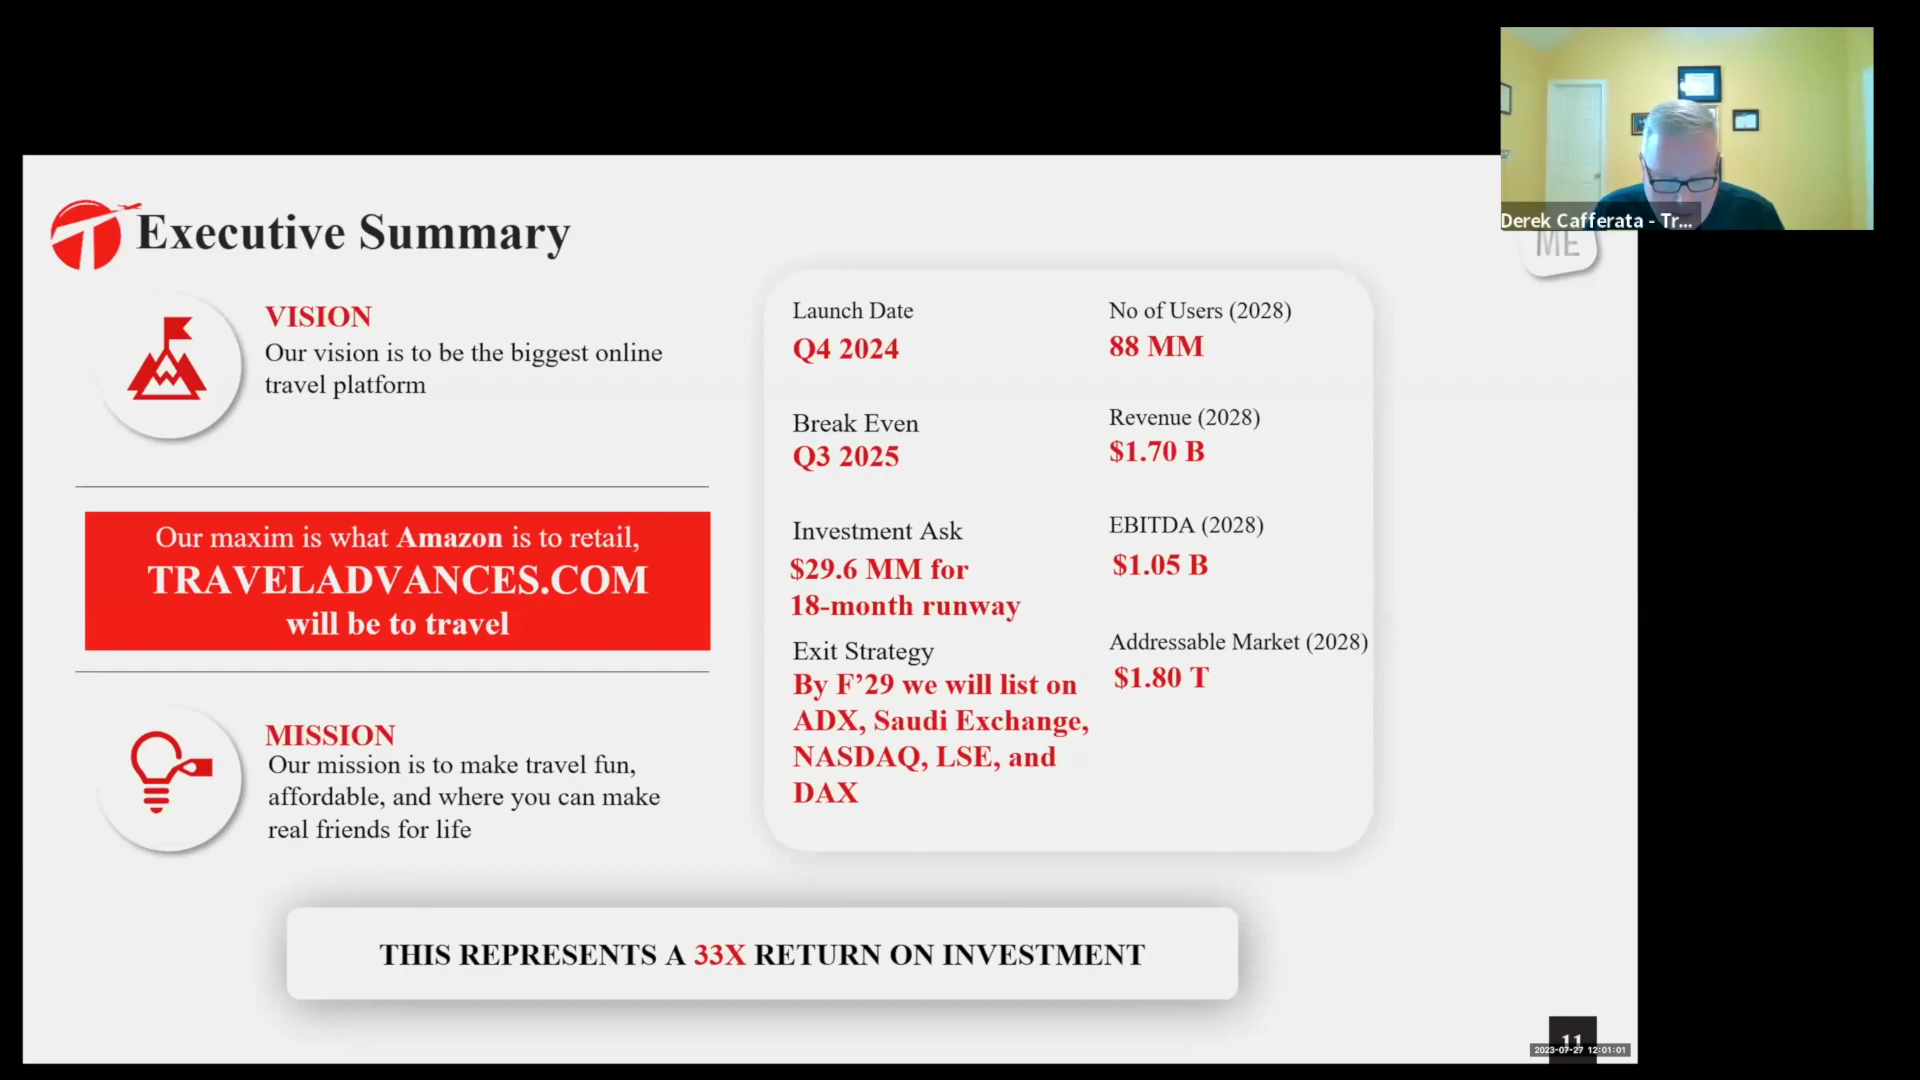 Derek Cafferata - Tr...
ME
Executive Summary
VISION
Our vision is to be the biggest online
travel platform
Our maxim is what Amazon is to retail,
TRAVELADVANCES.COM
will be to travel
MISSION
Our mission is to make travel fun,
affordable, and where you can make
real friends for life
Launch Date
Q4 2024
Break Even
Q3 2025
Investment Ask
$29.6 MM for
18-month runway
Exit Strategy
By F’29 we will list on
ADX, Saudi Exchange,
NASDAQ, LSE, and
DAX
No of Users (2028)
88 MM
Revenue (2028)
$1.70 B
EBITDA (2028)
$1.05 B
Addressable Market (2028)
$1.80 T
THIS REPRESENTS A 33X RETURN ON INVESTMENT
11
2023-07-27 12:01:01